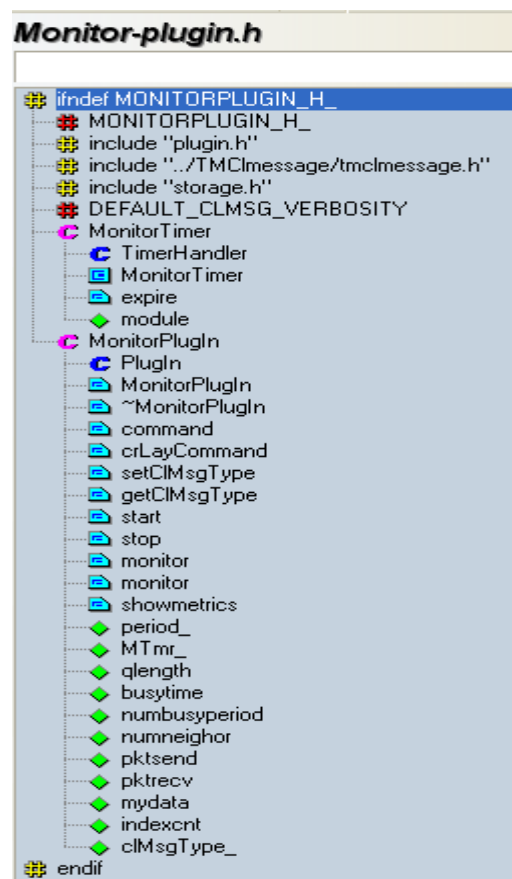 Monitor-plugin.h
ifndef MONITORPLUGIN_H_
MONITORPLUGIN_H_
include "plugin.h"
include "../TMClmessage/tmclmessage.h"
include "storage.h"
DEFAULT_CLMSG_VERBOSITY
MonitorTimer
TimerHandler
MonitorTimer
expire
module
MonitorPlugIn
PlugIn
MonitorPlugIn
~MonitorPlugIn
command
crLayCommand
setClMsgType
getClMsgType
start
stop
monitor
monitor
showmetrics
period_
MTmr_
qlength
busytime
numbusyperiod
numneighor
pktsend
pktrecv
mydata
indexcnt
clMsgType_
endif